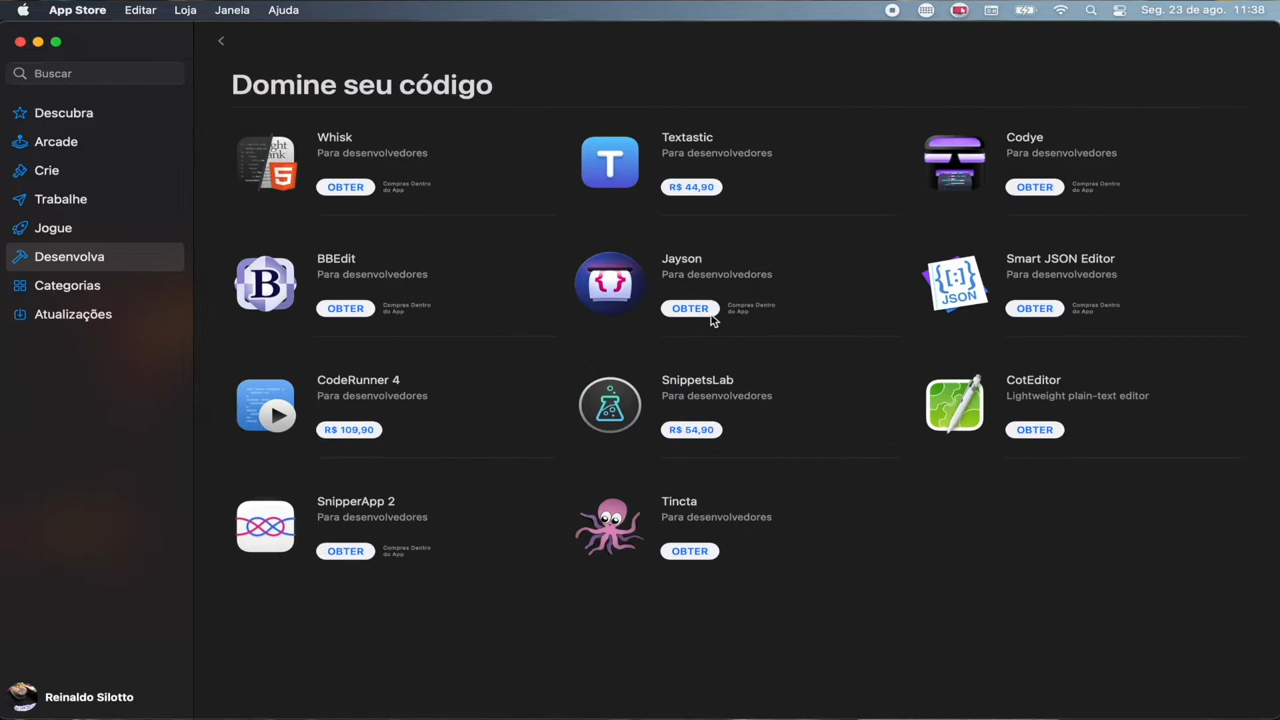 App Store Editar Loja Janela Ajuda Seg. 23 de ago. 11:38
Buscar
Descubra
Arcade
Crie
Trabalhe
Jogue
Desenvolva
Categorias
Atualizações
Reinaldo Silotto
Domine seu código
Whisk
Para desenvolvedores
OBTER
Compras Dentro
do App
Textastic
Para desenvolvedores
R$ 44,90
T
Codye
Para desenvolvedores
OBTER
Compras Dentro
do App
BBEdit
Para desenvolvedores
OBTER
Compras Dentro
do App
B
Jayson
Para desenvolvedores
OBTER
Compras Dentro
do App
{}
Smart JSON Editor
Para desenvolvedores
OBTER
Compras Dentro
do App
{[:]}
JSON
CodeRunner 4
Para desenvolvedores
R$ 109,90
SnippetsLab
Para desenvolvedores
R$ 54,90
CotEditor
Lightweight plain-text editor
OBTER
SnipperApp 2
Para desenvolvedores
OBTER
Compras Dentro
do App
Tincta
Para desenvolvedores
OBTER